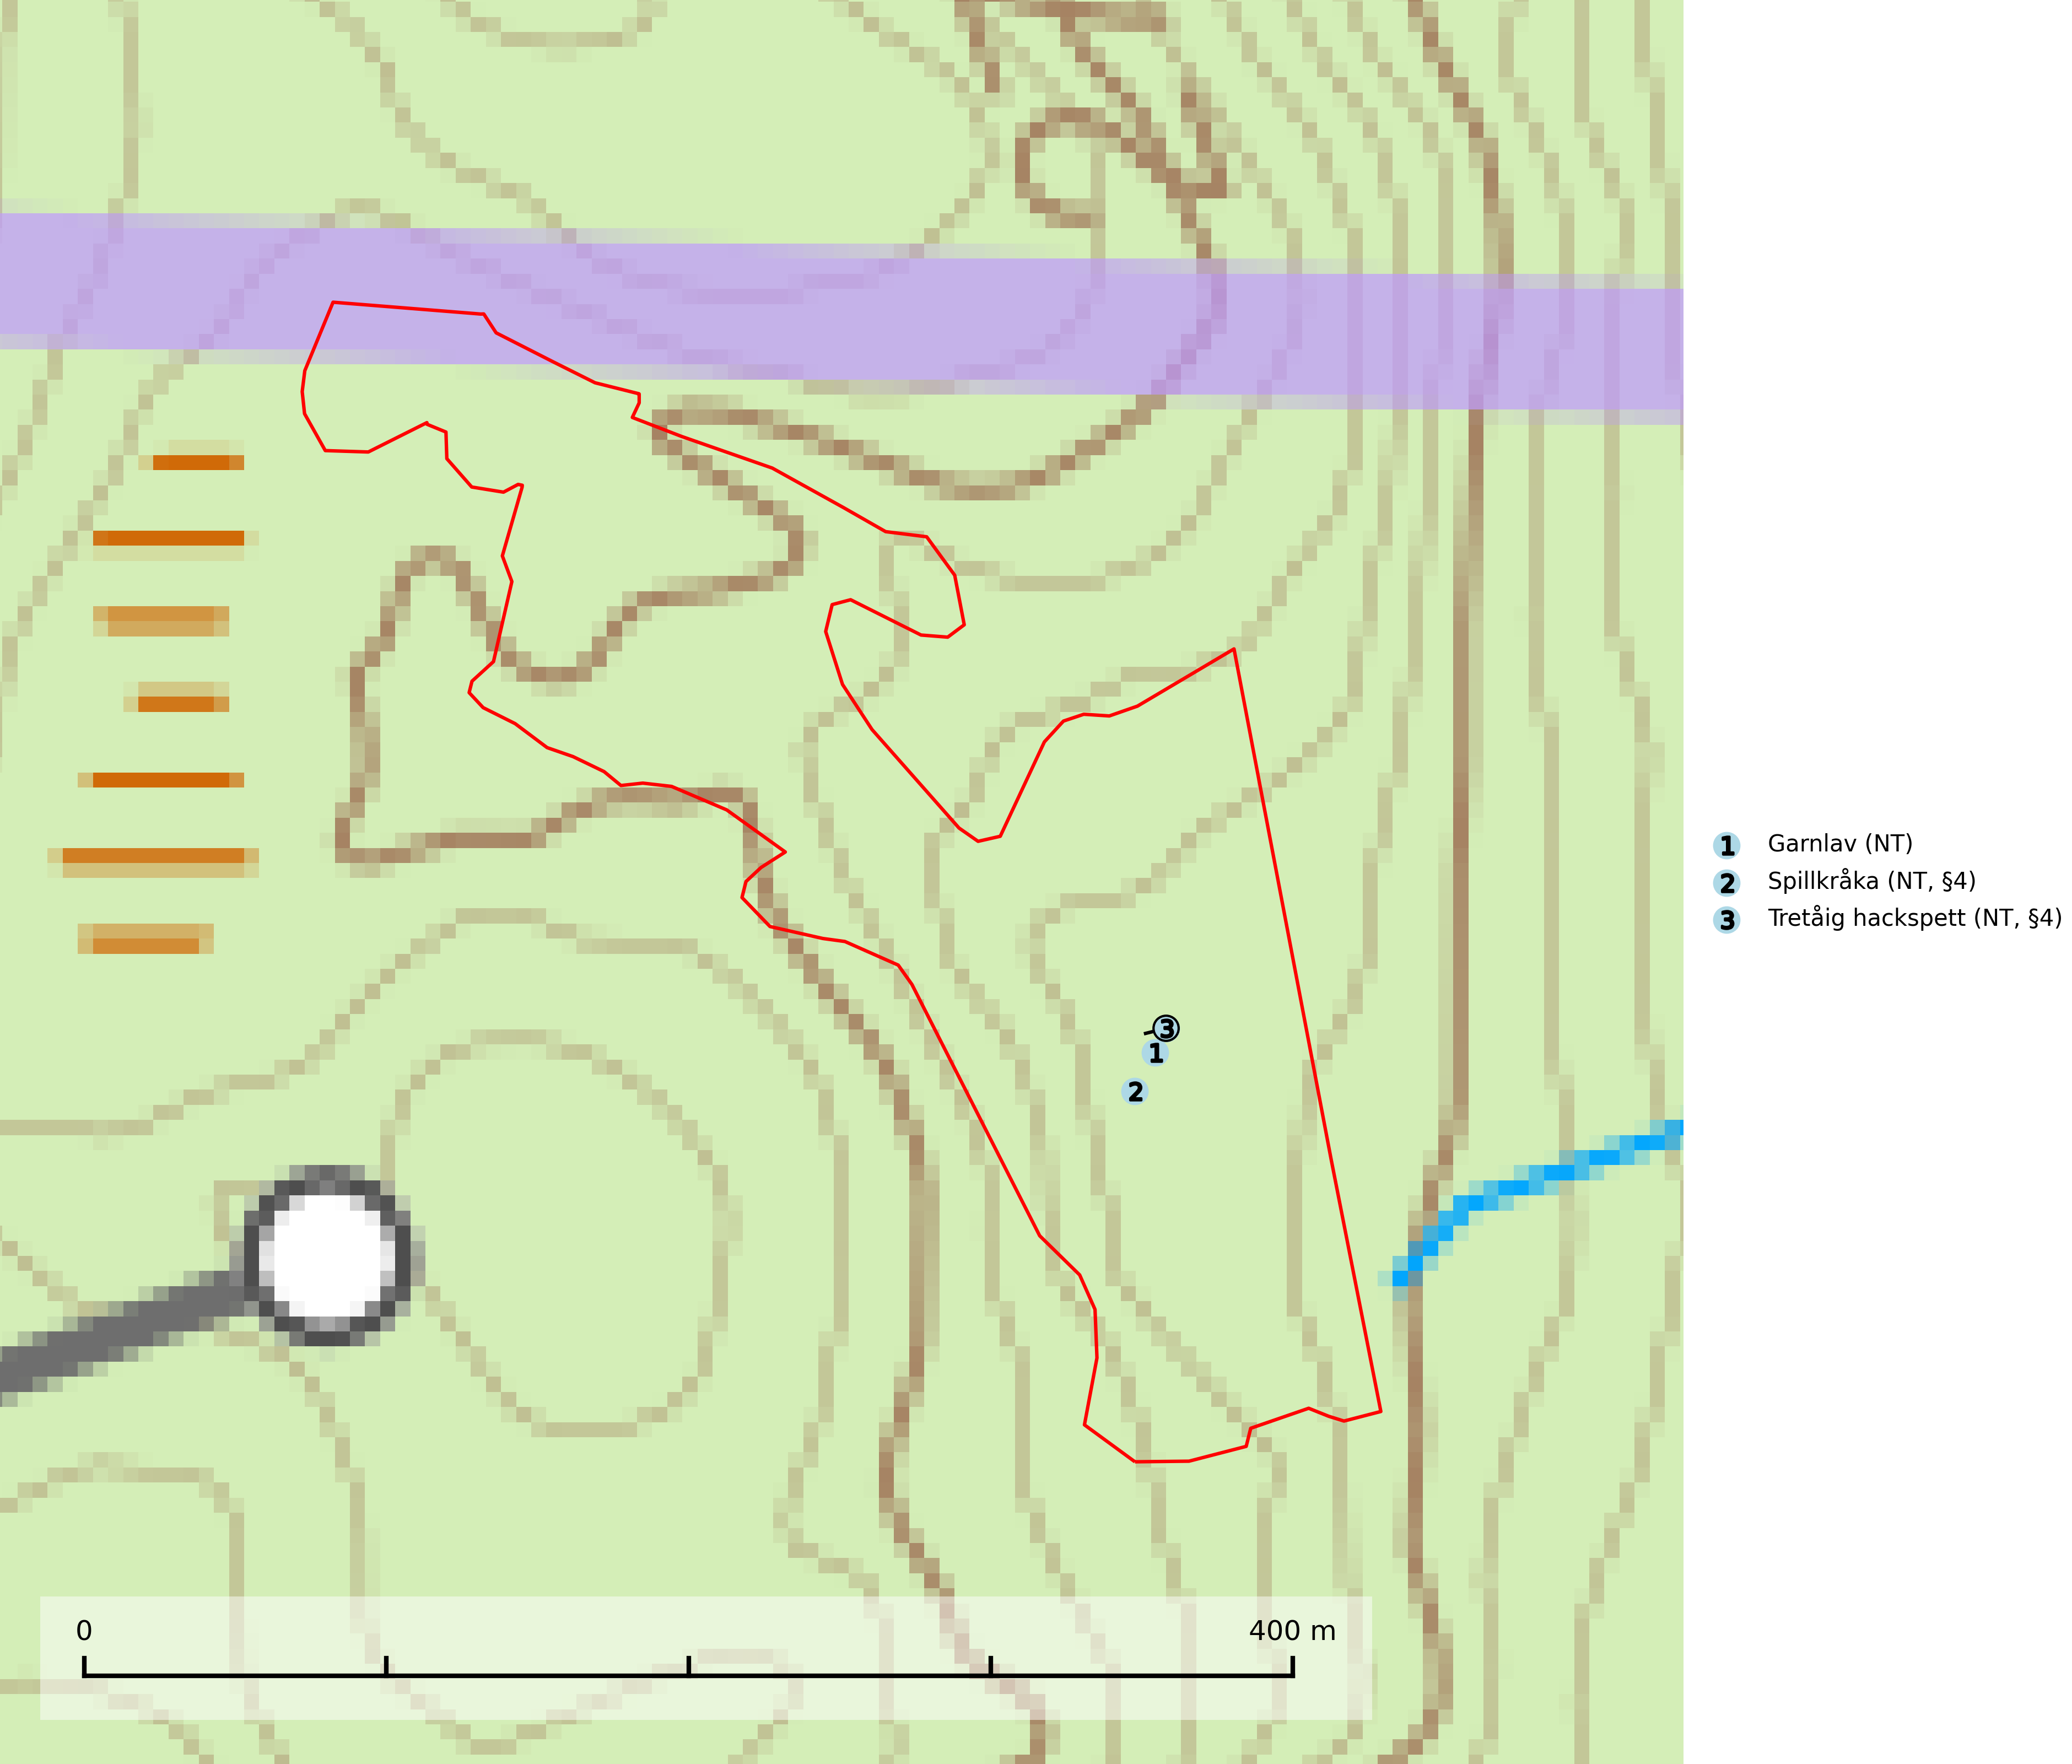 1 Garnlav (NT)
2 Spillkråka (NT, §4)
3 Tretåig hackspett (NT, §4)
3
1
2
0 400 m